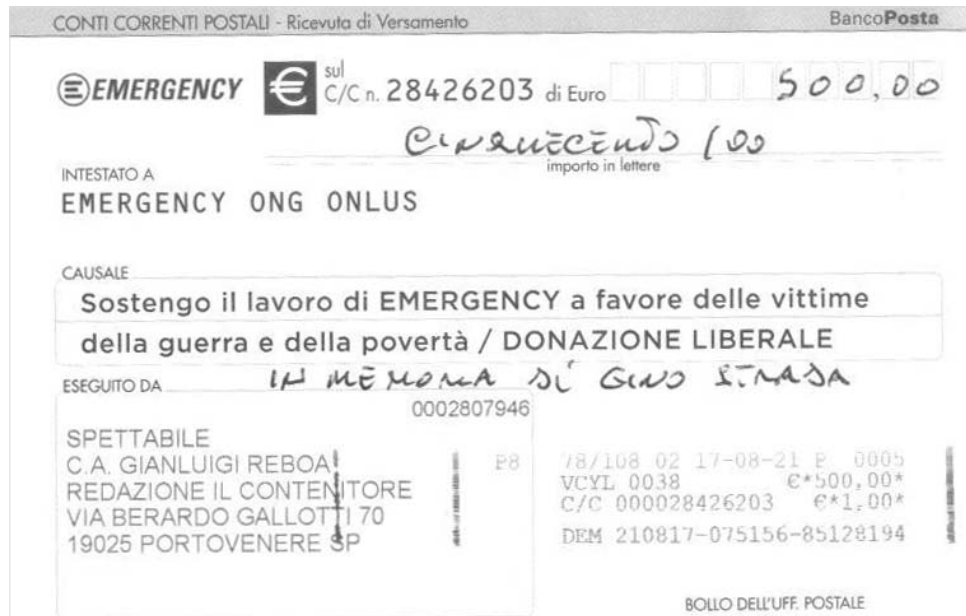 CONTI CORRENTI POSTALI - Ricevuta di Versamento BancoPosta
EMERGENCY € sul C/C n. 28426203 di Euro 500,00
CINQUECENTO/00
importo in lettere
INTESTATO A
EMERGENCY ONG ONLUS
CAUSALE
Sostengo il lavoro di EMERGENCY a favore delle vittime
della guerra e della povertà / DONAZIONE LIBERALE
ESEGUITO DA IN MEMORIA DI GINO STRADA
0002807946
SPETTABILE
C.A. GIANLUIGI REBOA P8 78/108 02 17-08-21 P 0005
REDAZIONE IL CONTENITORE VCYL 0038 €*500,00*
VIA BERARDO GALLOTTI 70 C/C 000028426203 €*1,00*
19025 PORTOVENERE SP DEM 210817-075156-85128194
BOLLO DELL'UFF. POSTALE